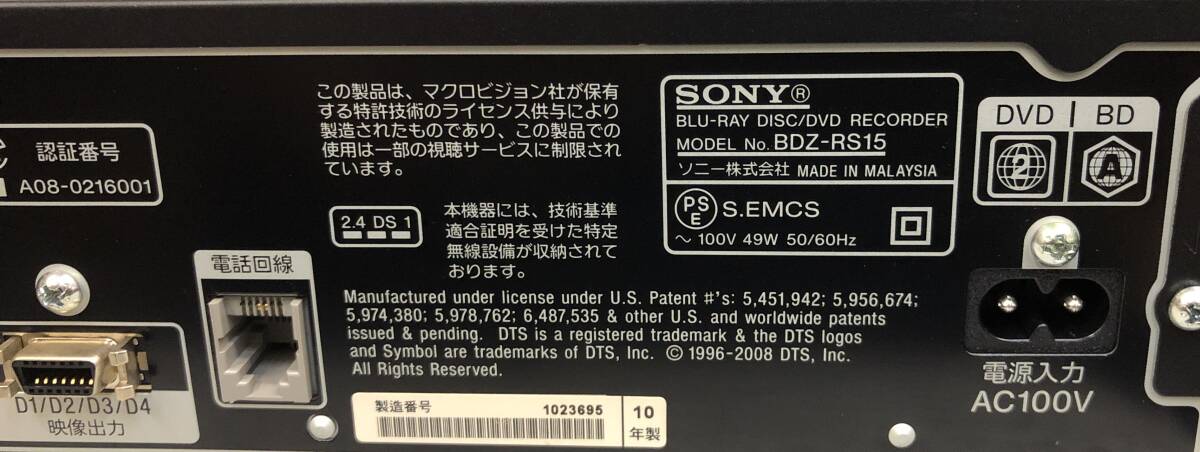 認証番号
A08-0216001
この製品は、マクロビジョン社が保有
する特許技術のライセンス供与により
製造されたものであり、この製品での
使用は一部の視聴サービスに制限され
ています。
2.4 DS 1
本機器には、技術基準
適合証明を受けた特定
無線設備が収納されて
おります。
SONY®
BLU-RAY DISC/DVD RECORDER
MODEL No. BDZ-RS15
ソニー株式会社 MADE IN MALAYSIA
PSE S.EMCS
～ 100V 49W 50/60Hz
DVD BD
2 A
電話回線
Manufactured under license under U.S. Patent #'s: 5,451,942; 5,956,674;
5,974,380; 5,978,762; 6,487,535 & other U.S. and worldwide patents
issued & pending. DTS is a registered trademark & the DTS logos
and Symbol are trademarks of DTS, Inc. © 1996-2008 DTS, Inc.
All Rights Reserved.
電源入力
AC100V
D1/D2/D3/D4
映像出力
製造番号 1023695 10
年製